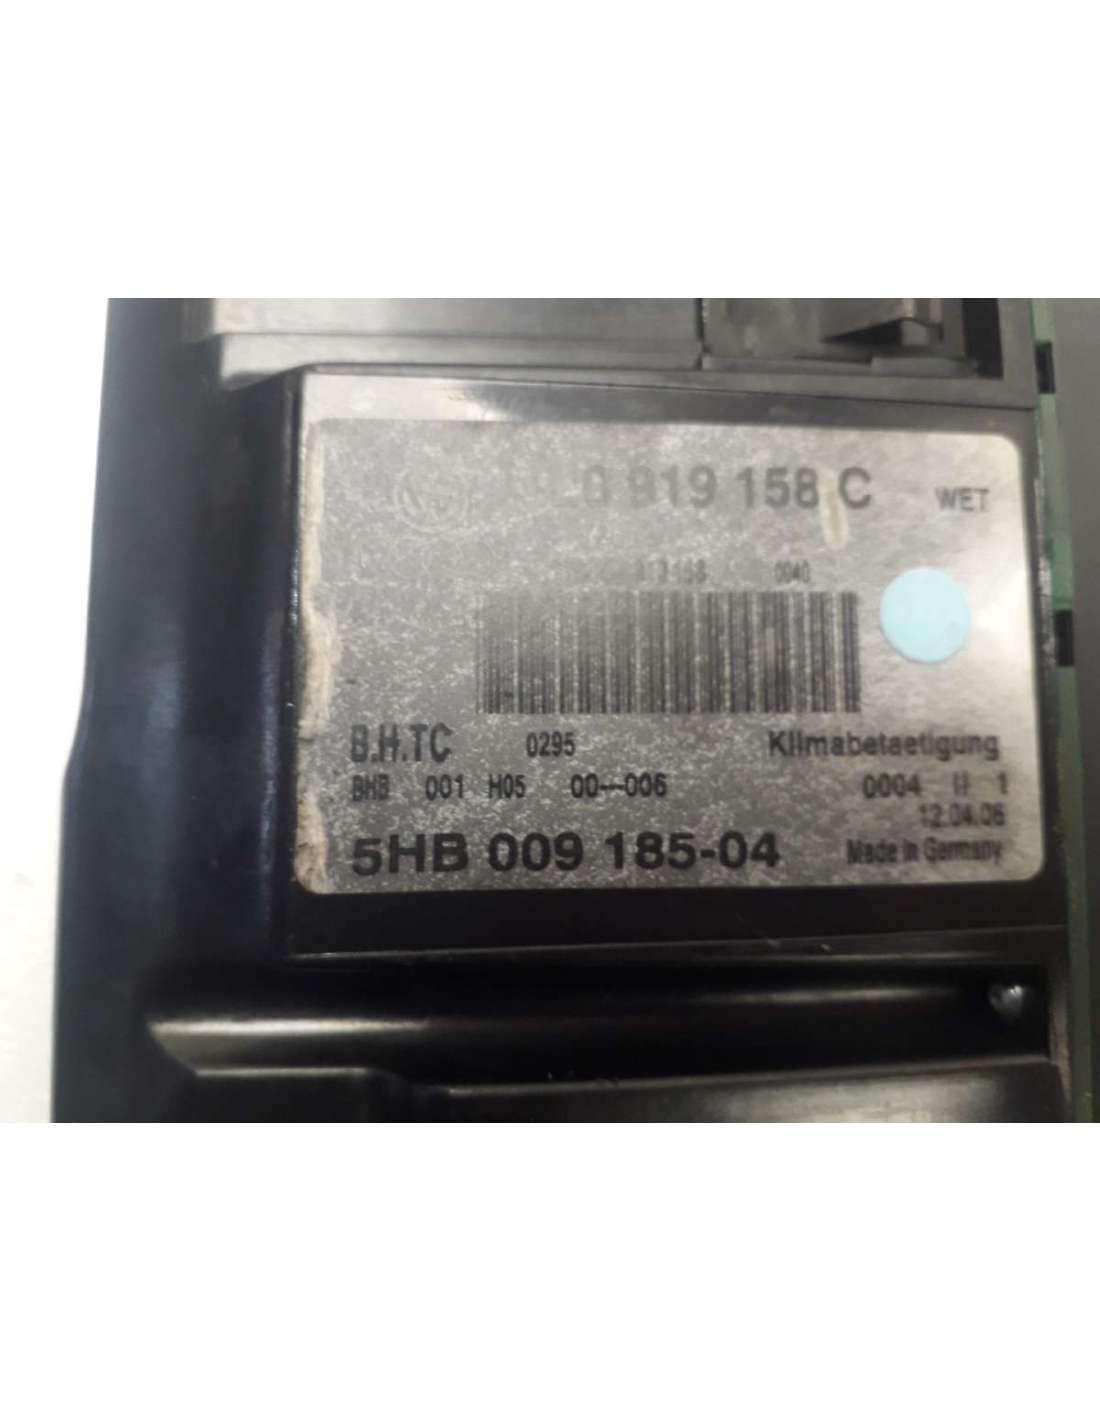 919 158 C WET
0040
B.H.TC 0295 Klimabetaetigung
BHB 001 H05 00--006 0004 1
12.04.06
5HB 009 185-04 Made in Germany